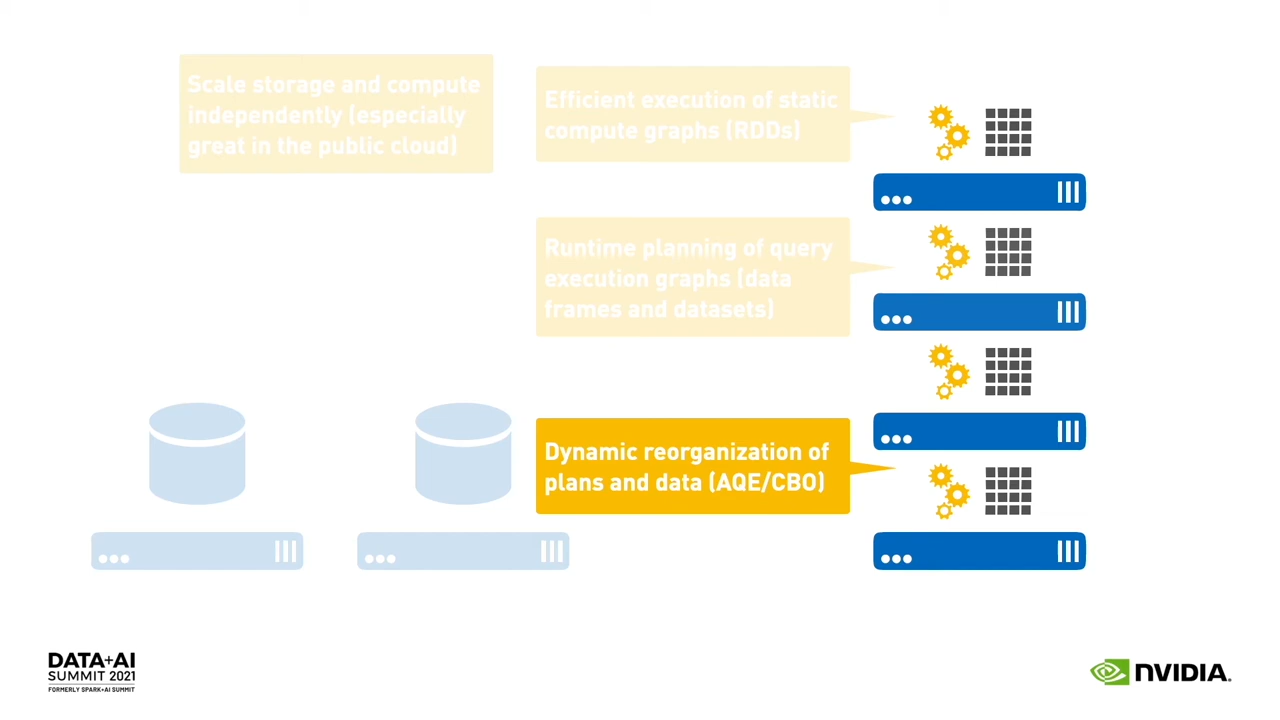 Scale storage and compute
independently (especially
great in the public cloud)
Efficient execution of static
compute graphs (RDDs)
Runtime planning of query
execution graphs (data
frames and datasets)
Dynamic reorganization of
plans and data (AQE/CBO)
DATA+AI
SUMMIT 2021
FORMERLY SPARK+AI SUMMIT
NVIDIA.